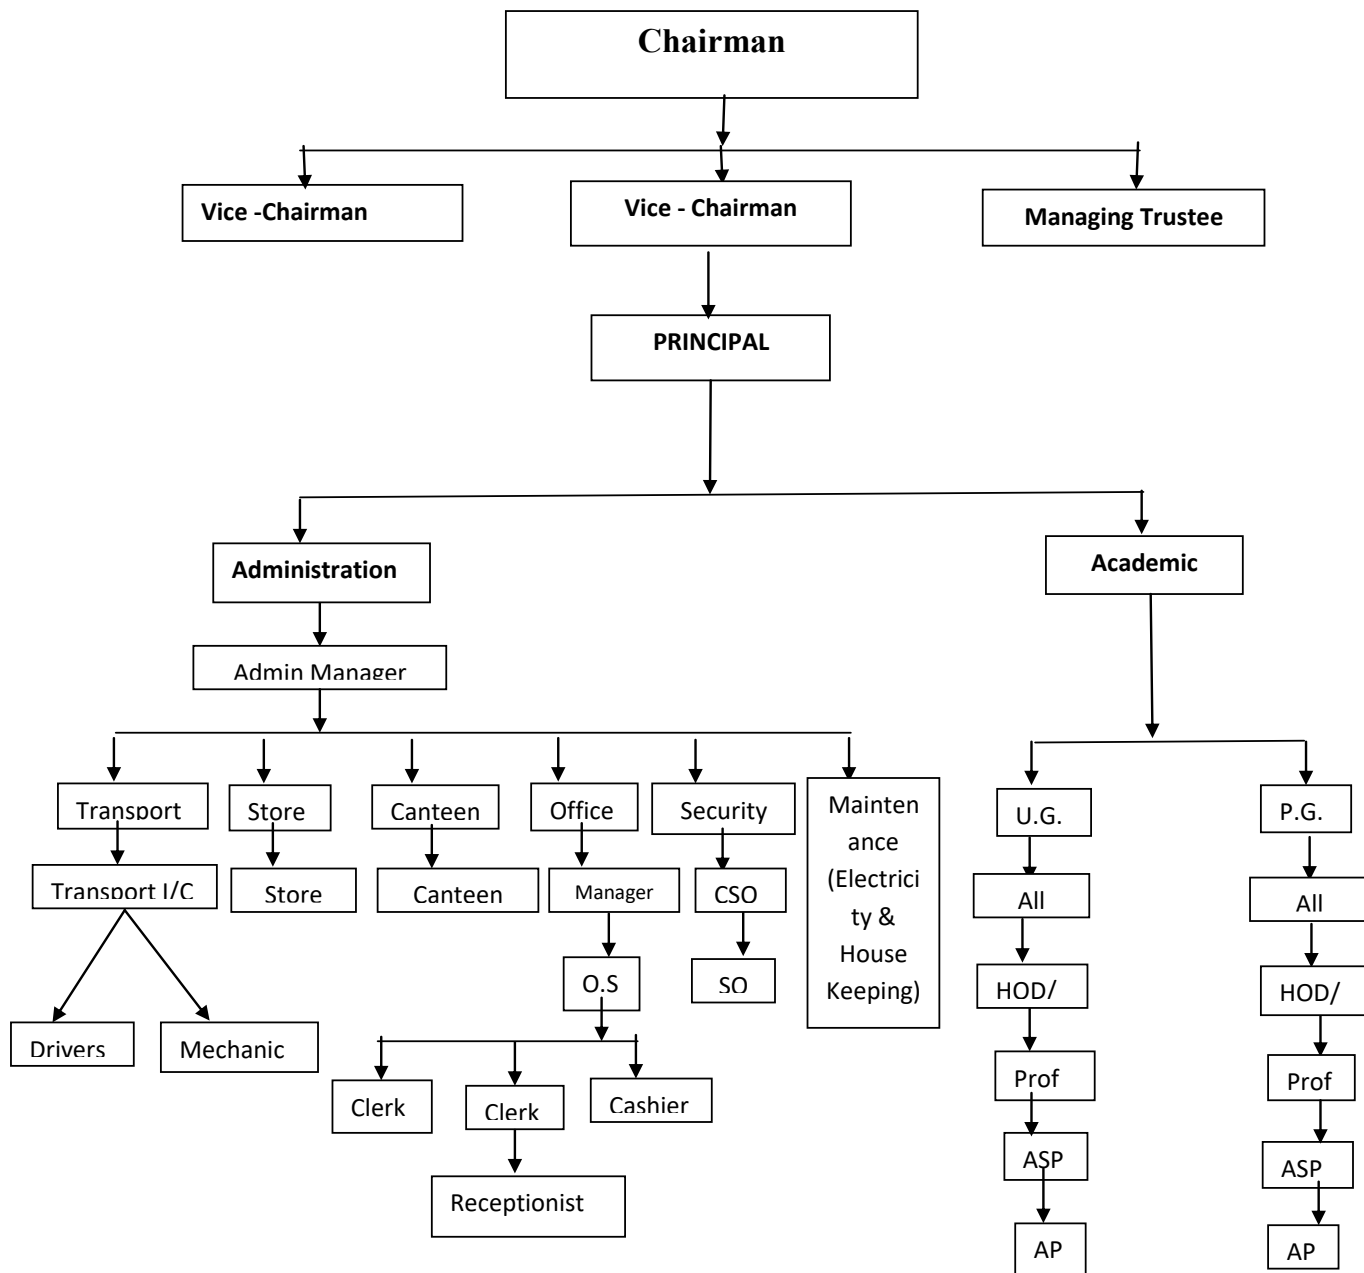 Chairman
Vice -Chairman
Vice - Chairman
Managing Trustee
PRINCIPAL
Administration
Academic
Admin Manager
Transport
Store
Canteen
Office
Security
Mainten
ance
(Electrici
ty &
House
Keeping)
U.G.
P.G.
Transport I/C
Store
Canteen
Manager
CSO
All
All
O.S
SO
HOD/
HOD/
Drivers
Mechanic
Prof
Prof
Clerk
Clerk
Cashier
ASP
ASP
Receptionist
AP
AP